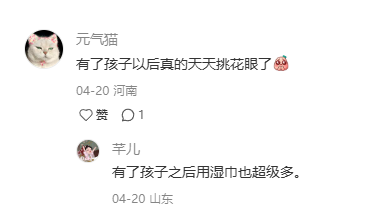 元气猫
有了孩子以后真的天天挑花眼了
04-20 河南
赞 1
芊儿
有了孩子之后用湿巾也超级多。
04-20 山东